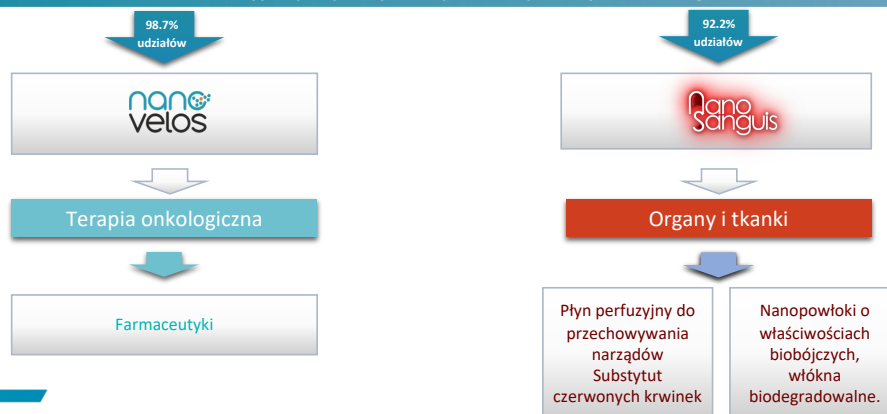 98.7%
udziałów
92.2%
udziałów
nano
velos
Nano
Sanguis
Terapia onkologiczna
Organy i tkanki
Farmaceutyki
Płyn perfuzyjny do
przechowywania
narządów
Substytut
czerwonych krwinek
Nanopowłoki o
właściwościach
biobójczych,
włókna
biodegradowalne.